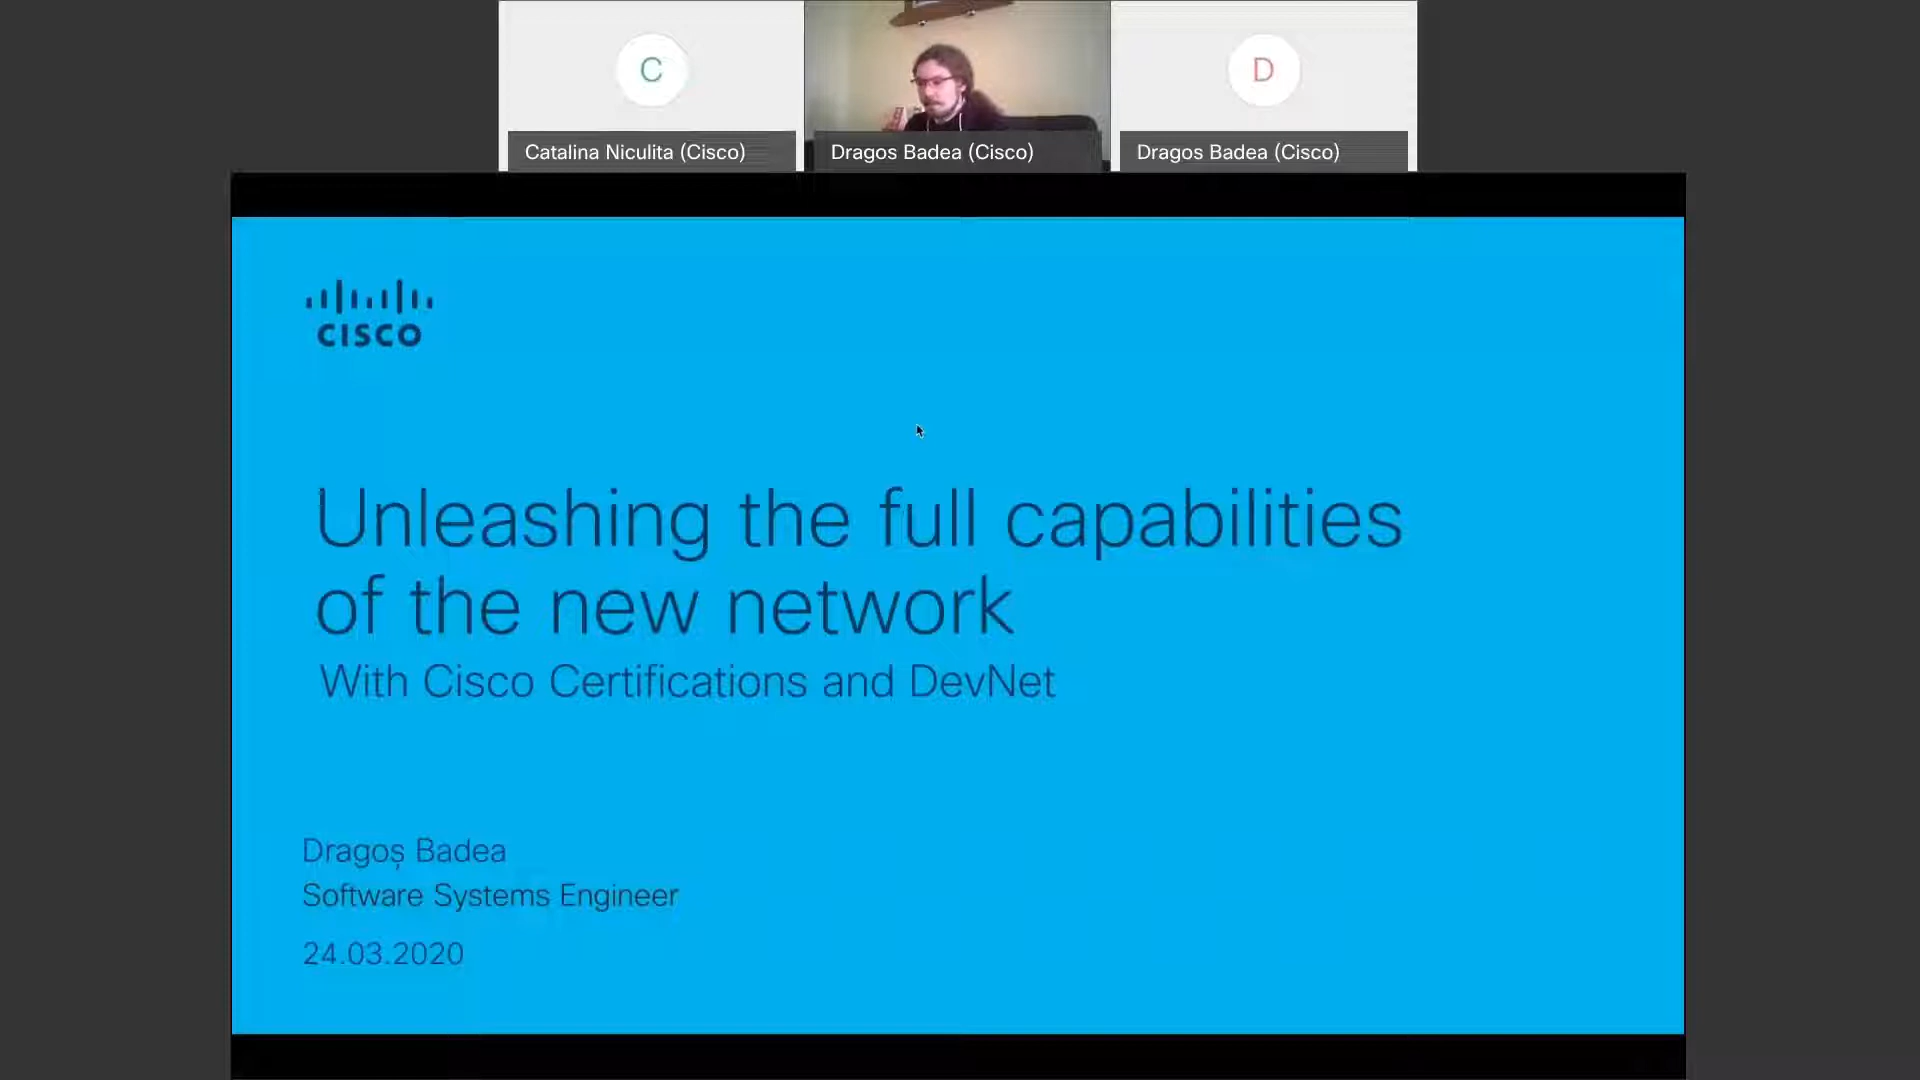 C
D
Catalina Niculita (Cisco)
Dragos Badea (Cisco)
Dragos Badea (Cisco)
CISCO
Unleashing the full capabilities
of the new network
With Cisco Certifications and DevNet
Dragoș Badea
Software Systems Engineer
24.03.2020